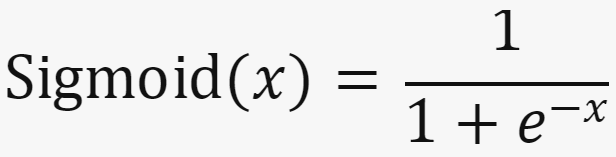 Sigmoid(x) = 1 / (1 + e^{-x})